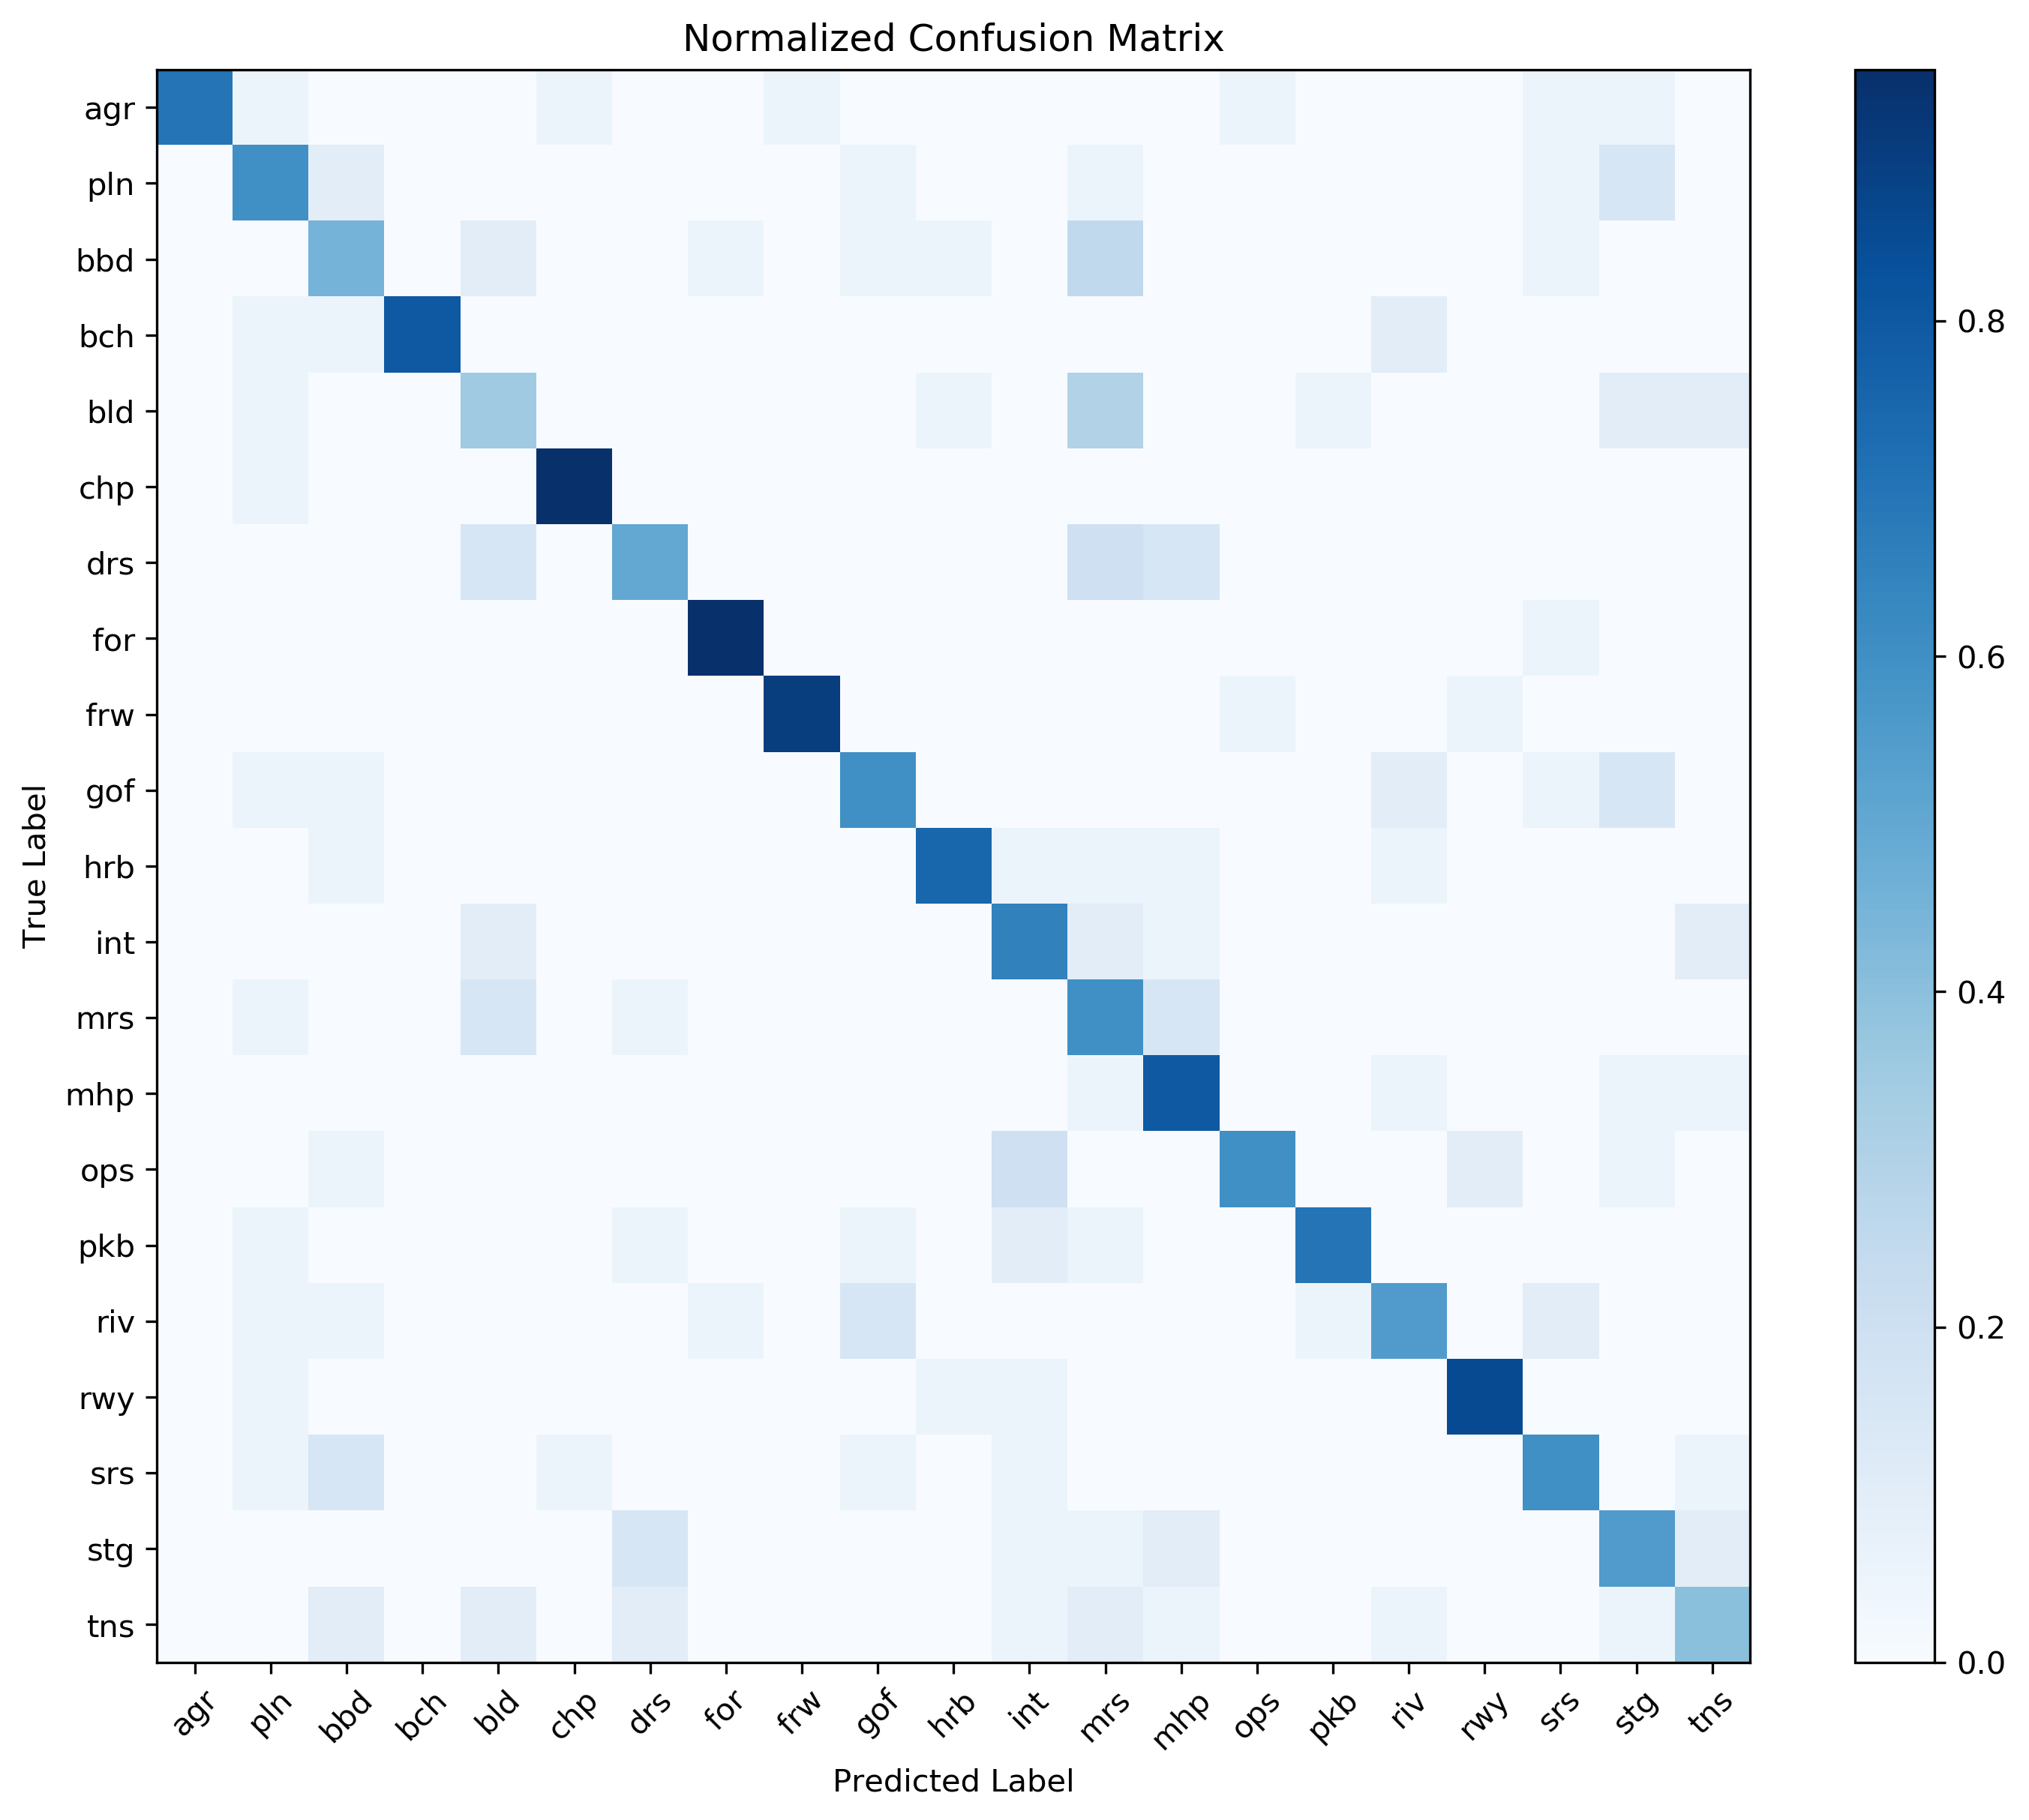 Normalized Confusion Matrix
True Label
agr
pln
bbd
bch
bld
chp
drs
for
frw
gof
hrb
int
mrs
mhp
ops
pkb
riv
rwy
srs
stg
tns
agr pln bbd bch bld chp drs for frw gof hrb int mrs mhp ops pkb riv rwy srs stg tns
Predicted Label
0.8
0.6
0.4
0.2
0.0